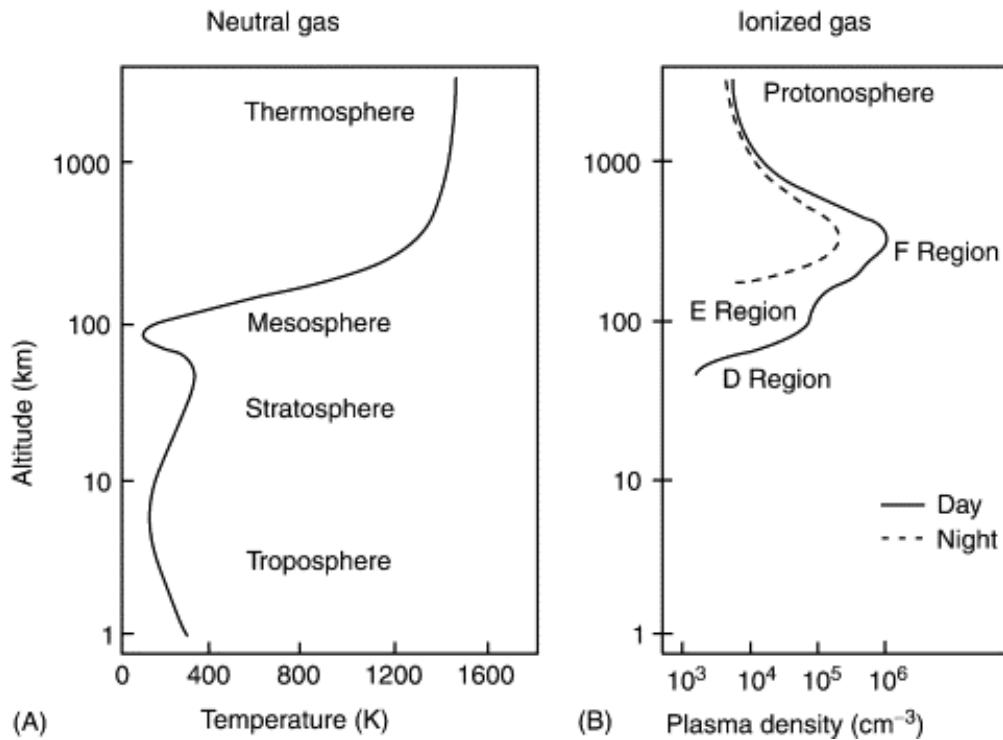 Neutral gas
Thermosphere
1000
Mesosphere
100
Altitude (km)
Stratosphere
10
Troposphere
1
0 400 800 1200 1600
(A) Temperature (K)
Ionized gas
Protonosphere
1000
F Region
E Region
100
D Region
10
Day
Night
1
10³ 10⁴ 10⁵ 10⁶
(B) Plasma density (cm⁻³)